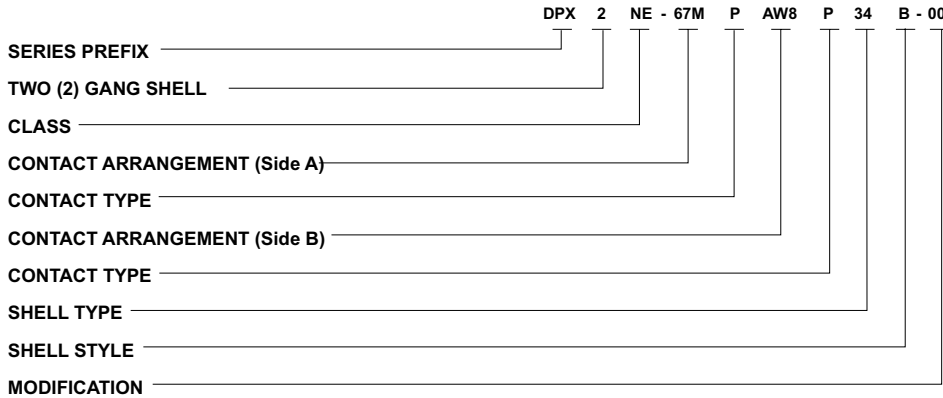 DPX 2 NE - 67M P AW8 P 34 B - 00
SERIES PREFIX
TWO (2) GANG SHELL
CLASS
CONTACT ARRANGEMENT (Side A)
CONTACT TYPE
CONTACT ARRANGEMENT (Side B)
CONTACT TYPE
SHELL TYPE
SHELL STYLE
MODIFICATION